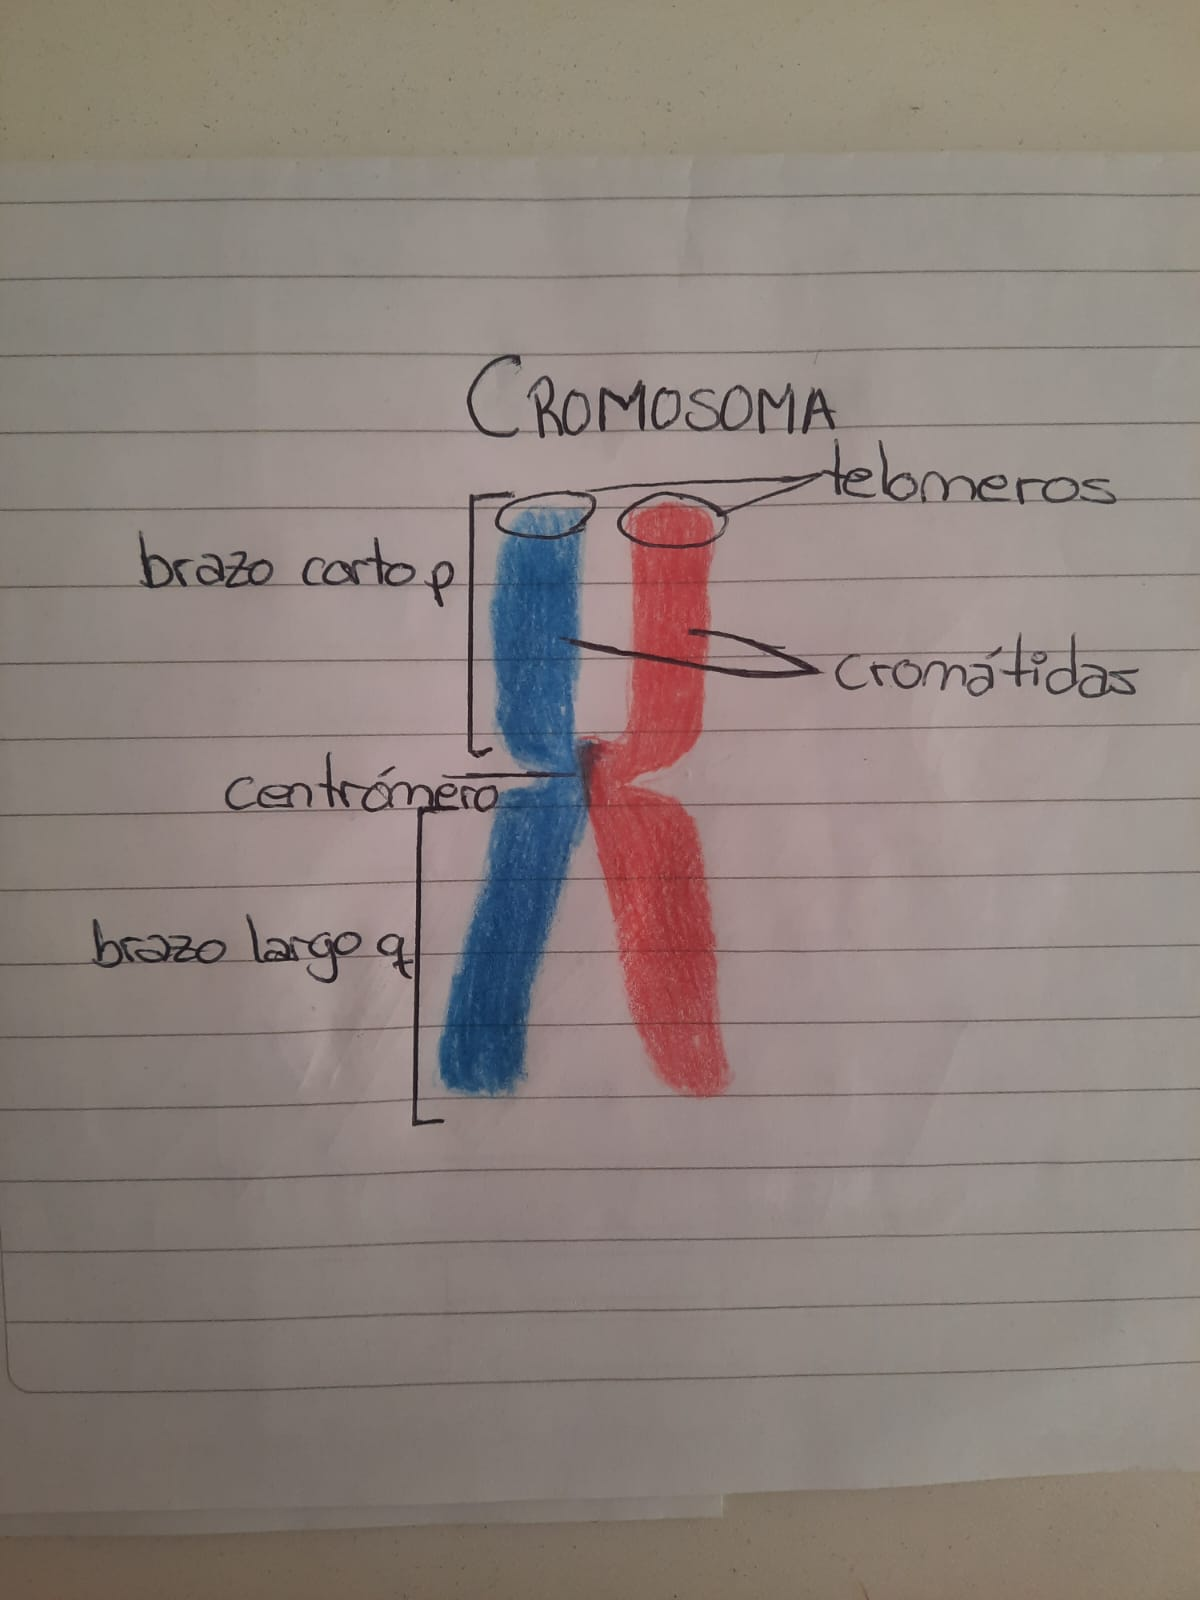 CROMOSOMA
telomeros
brazo corto p
cromátidas
centrómero
brazo largo q